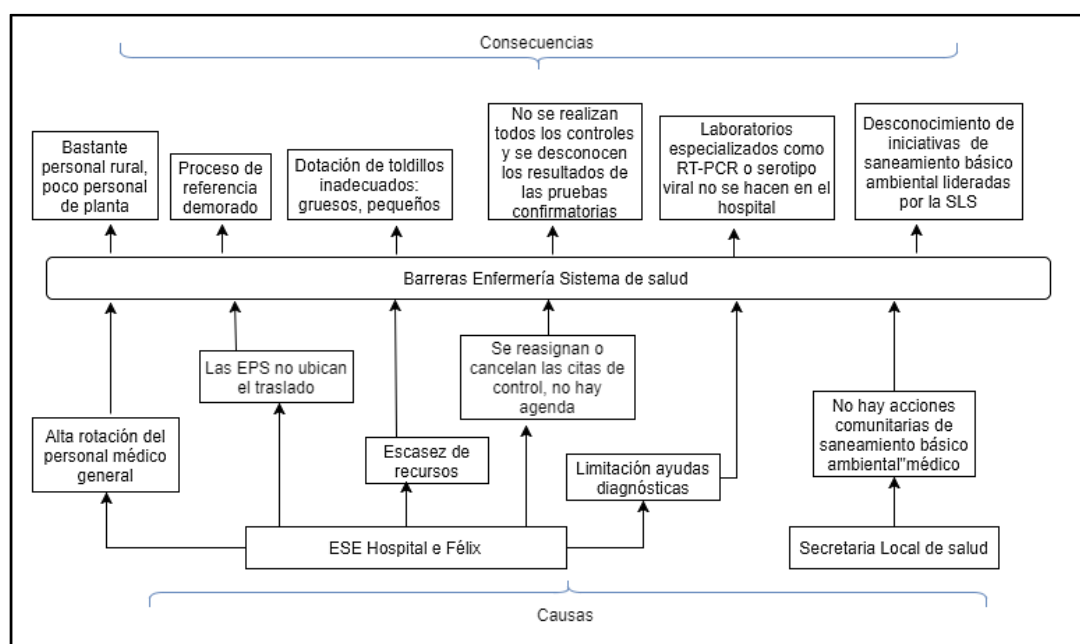 Consecuencias
Bastante
personal rural,
poco personal
de planta
Proceso de
referencia
demorado
Dotación de toldillos
inadecuados:
gruesos, pequeños
No se realizan
todos los controles
y se desconocen
los resultados de
las pruebas
confirmatorias
Laboratorios
especializados como
RT-PCR o serotipo
viral no se hacen en el
hospital
Desconocimiento de
iniciativas de
saneamiento básico
ambiental lideradas
por la SLS
Barreras Enfermería Sistema de salud
Alta rotación del
personal médico
general
Las EPS no ubican
el traslado
Escasez de
recursos
Se reasignan o
cancelan las citas de
control, no hay
agenda
Limitación ayudas
diagnósticas
No hay acciones
comunitarias de
saneamiento básico
ambiental"médico
ESE Hospital e Félix
Secretaria Local de salud
Causas